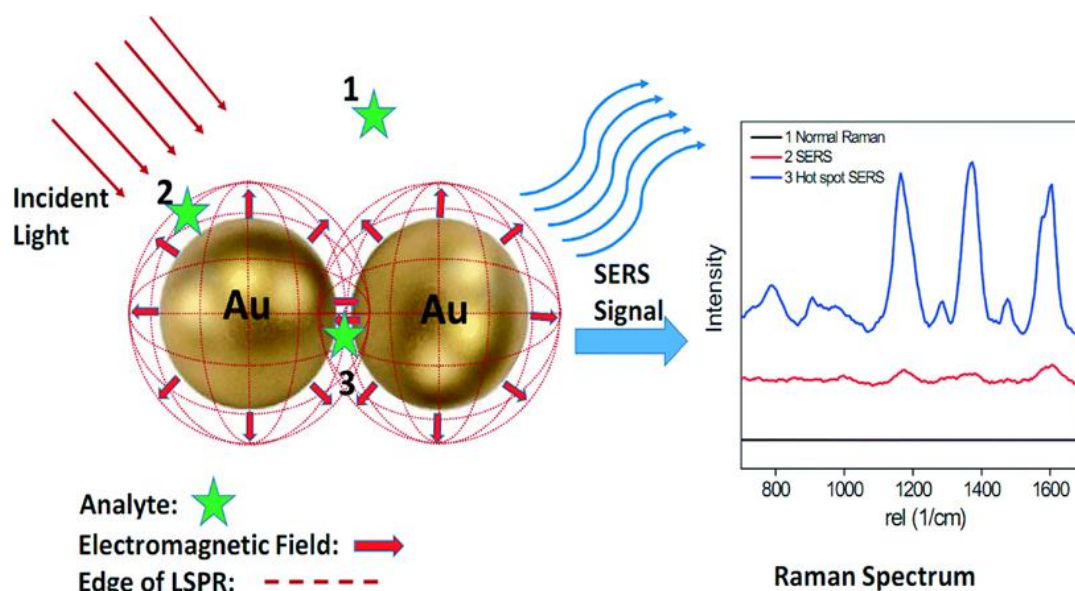 1
2
Incident
Light
Au
Au
3
SERS
Signal
1 Normal Raman
2 SERS
3 Hot spot SERS
Intensity
800 1000 1200 1400 1600
rel (1/cm)
Raman Spectrum
Analyte:
Electromagnetic Field:
Edge of LSPR: